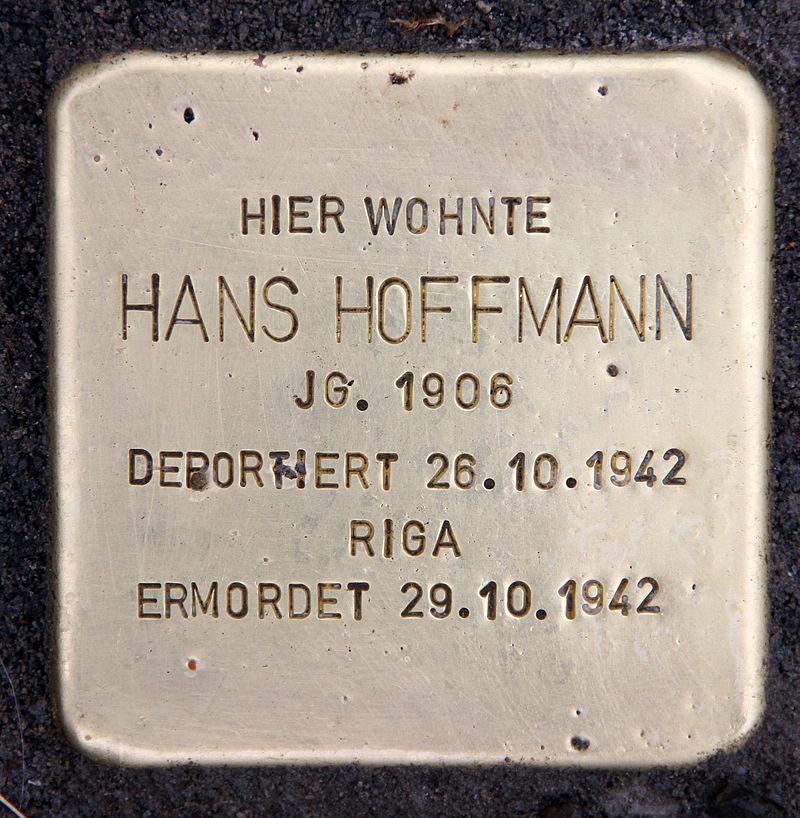 HIER WOHNTE
HANS HOFFMANN
JG. 1906
DEPORTIERT 26.10.1942
RIGA
ERMORDET 29.10.1942